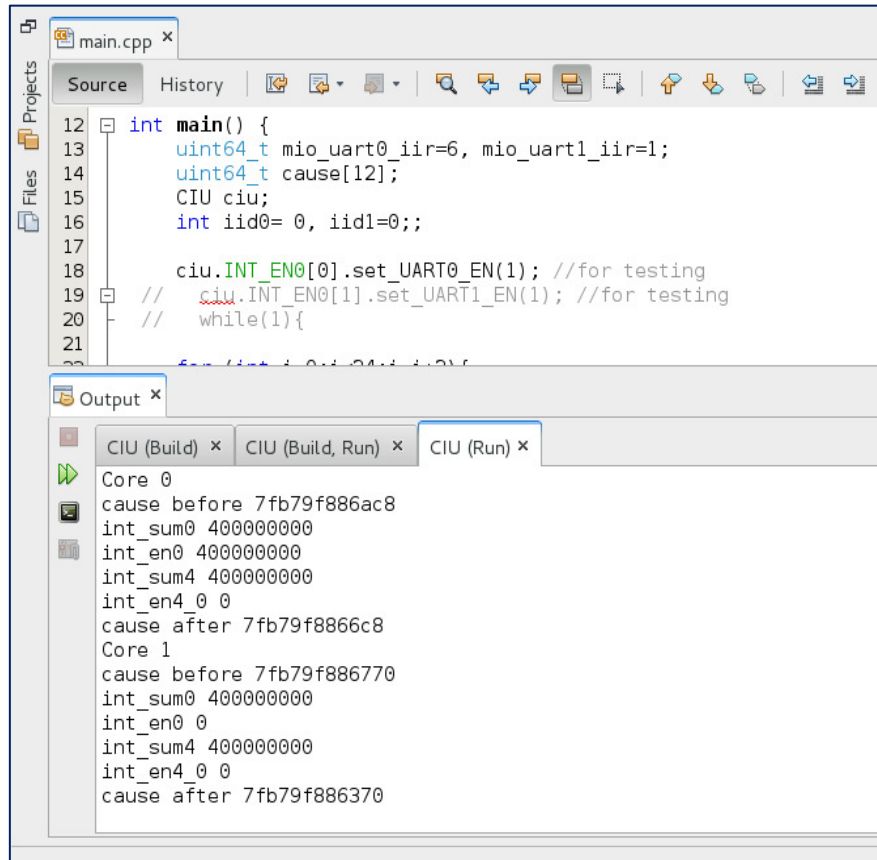 main.cpp
Projects
Files
Source History
12 int main() {
13 uint64_t mio_uart0_iir=6, mio_uart1_iir=1;
14 uint64_t cause[12];
15 CIU ciu;
16 int iid0= 0, iid1=0;;
17
18 ciu.INT_EN0[0].set_UART0_EN(1); //for testing
19 // ciu.INT_EN0[1].set_UART1_EN(1); //for testing
20 // while(1){
21
Output
CIU (Build) CIU (Build, Run) CIU (Run)
Core 0
cause before 7fb79f886ac8
int_sum0 400000000
int_en0 400000000
int_sum4 400000000
int_en4_0 0
cause after 7fb79f8866c8
Core 1
cause before 7fb79f886770
int_sum0 400000000
int_en0 0
int_sum4 400000000
int_en4_0 0
cause after 7fb79f886370